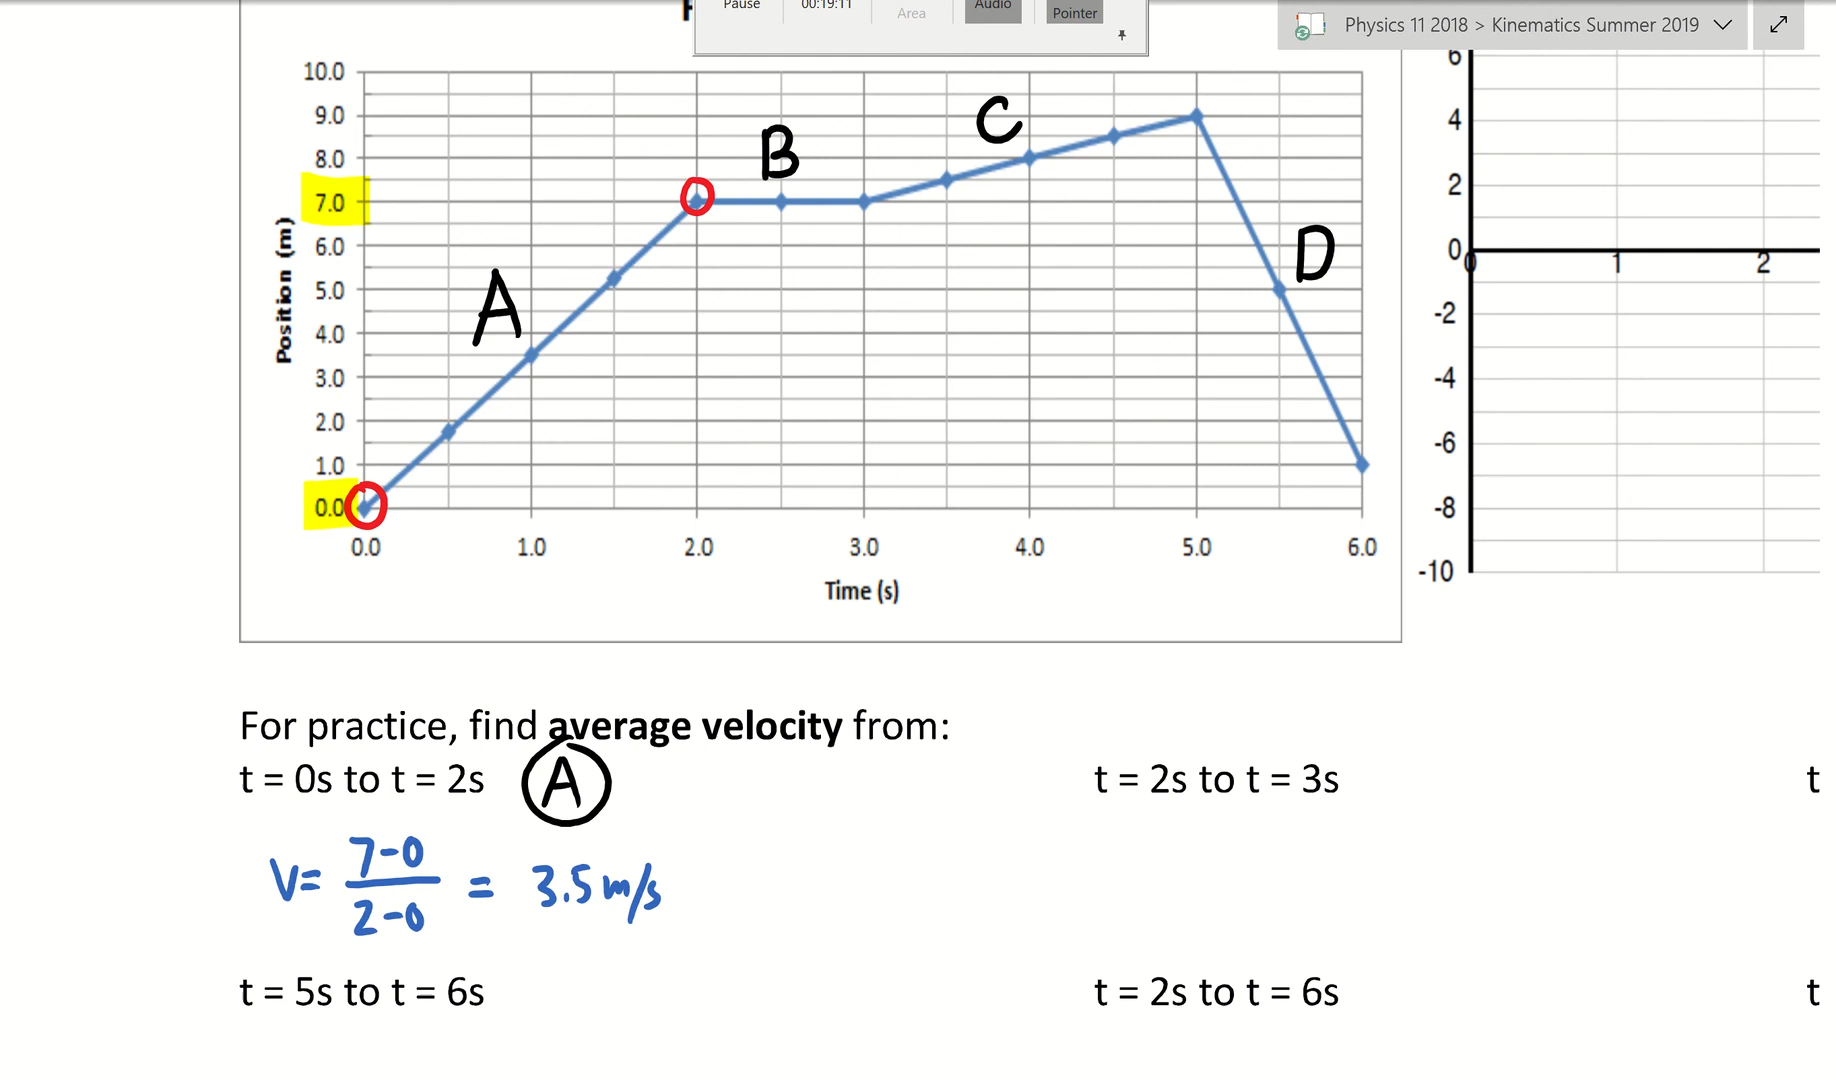 Pause
00:19:11
Area
Audio
Pointer
Physics 11 2018 > Kinematics Summer 2019
10.0
9.0
8.0
7.0
6.0
5.0
4.0
3.0
2.0
1.0
0.0
Position (m)
0.0 1.0 2.0 3.0 4.0 5.0 6.0
Time (s)
A
B
C
D
6
4
2
0
-2
-4
-6
-8
-10
0 1 2
For practice, find average velocity from:
t = 0s to t = 2s A t = 2s to t = 3s t
V= 7-0
2-0
= 3.5 m/s
t = 5s to t = 6s t = 2s to t = 6s t